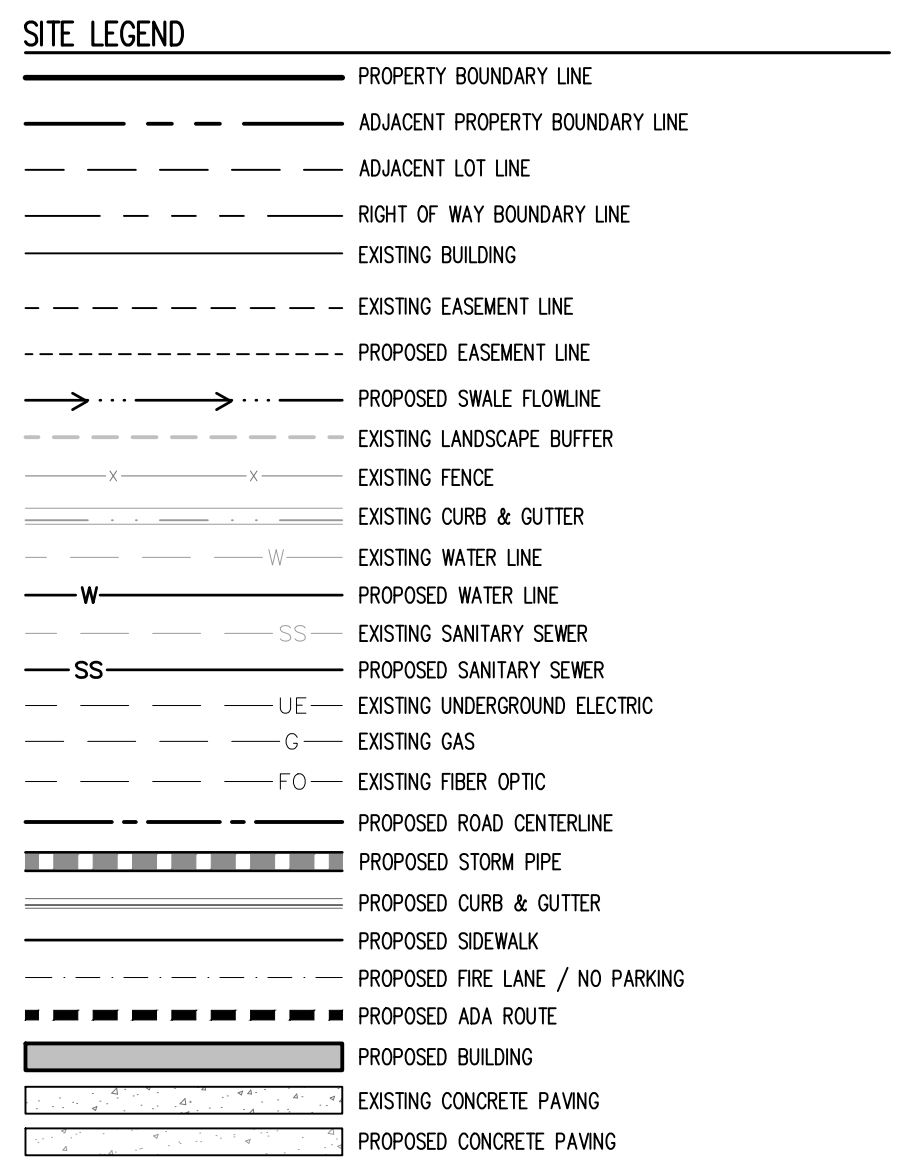 SITE LEGEND
PROPERTY BOUNDARY LINE
ADJACENT PROPERTY BOUNDARY LINE
ADJACENT LOT LINE
RIGHT OF WAY BOUNDARY LINE
EXISTING BUILDING
EXISTING EASEMENT LINE
PROPOSED EASEMENT LINE
PROPOSED SWALE FLOWLINE
EXISTING LANDSCAPE BUFFER
X X EXISTING FENCE
EXISTING CURB & GUTTER
W EXISTING WATER LINE
W PROPOSED WATER LINE
SS EXISTING SANITARY SEWER
SS PROPOSED SANITARY SEWER
UE EXISTING UNDERGROUND ELECTRIC
G EXISTING GAS
FO EXISTING FIBER OPTIC
PROPOSED ROAD CENTERLINE
PROPOSED STORM PIPE
PROPOSED CURB & GUTTER
PROPOSED SIDEWALK
PROPOSED FIRE LANE / NO PARKING
PROPOSED ADA ROUTE
PROPOSED BUILDING
EXISTING CONCRETE PAVING
PROPOSED CONCRETE PAVING